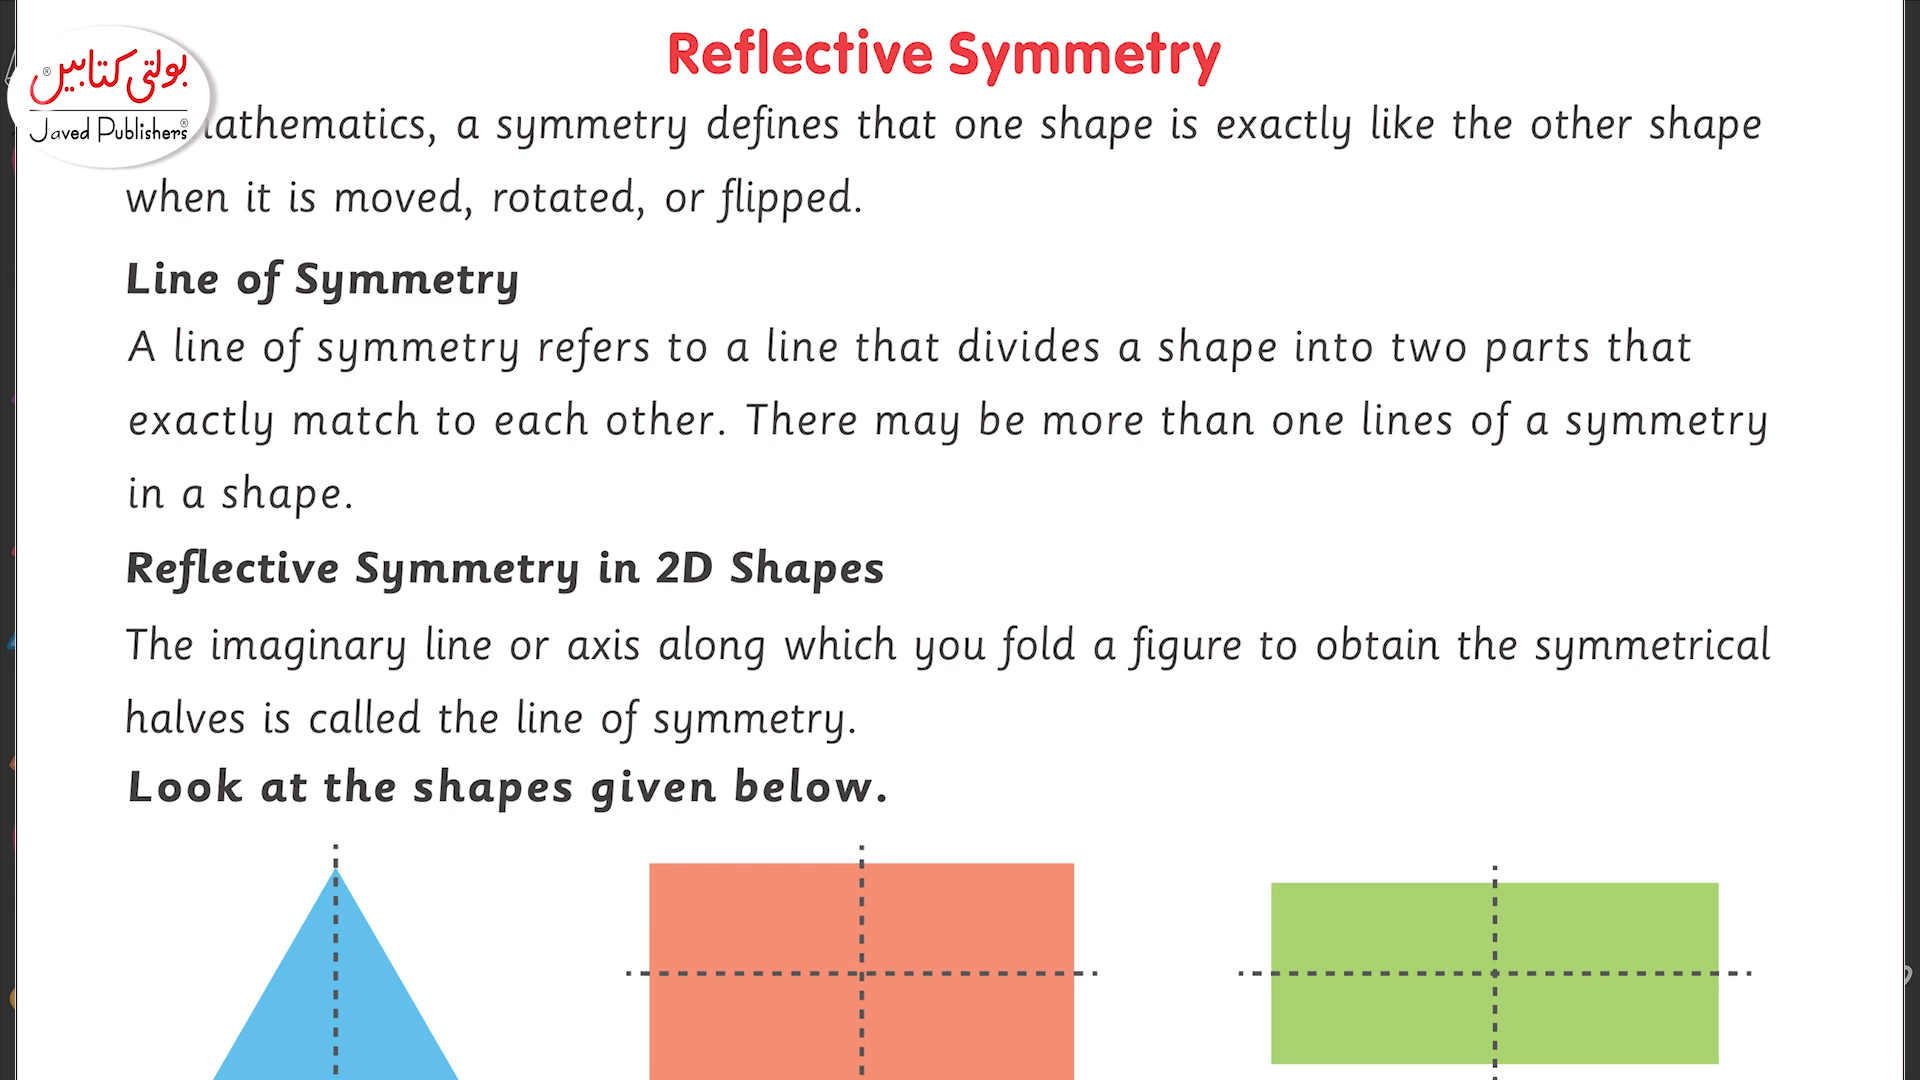 Reflective Symmetry
بولتی کتابیں®
Javed Publishers®
athematics, a symmetry defines that one shape is exactly like the other shape
when it is moved, rotated, or flipped.
Line of Symmetry
A line of symmetry refers to a line that divides a shape into two parts that
exactly match to each other. There may be more than one lines of a symmetry
in a shape.
Reflective Symmetry in 2D Shapes
The imaginary line or axis along which you fold a figure to obtain the symmetrical
halves is called the line of symmetry.
Look at the shapes given below.